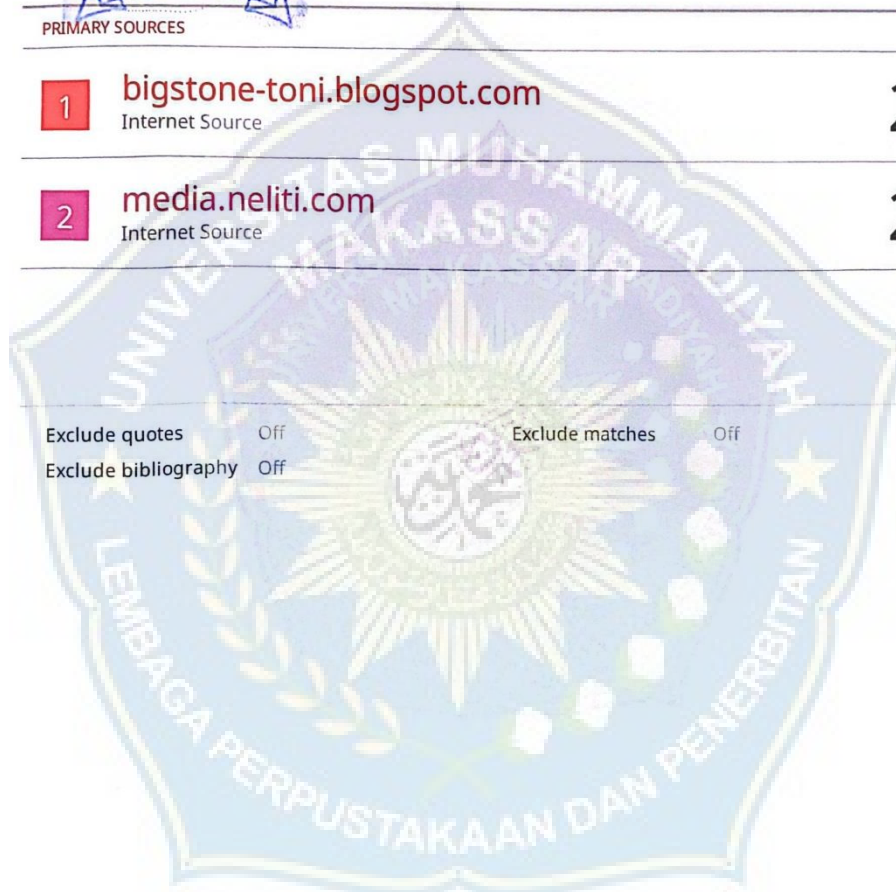 PRIMARY SOURCES
1 bigstone-toni.blogspot.com
Internet Source
2 media.neliti.com
Internet Source
Exclude quotes Off Exclude matches Off
Exclude bibliography Off
UNIVERSITAS MUHAMMADIYAH
MAKASSAR
LEMBAGA PERPUSTAKAAN DAN PENERBITAN